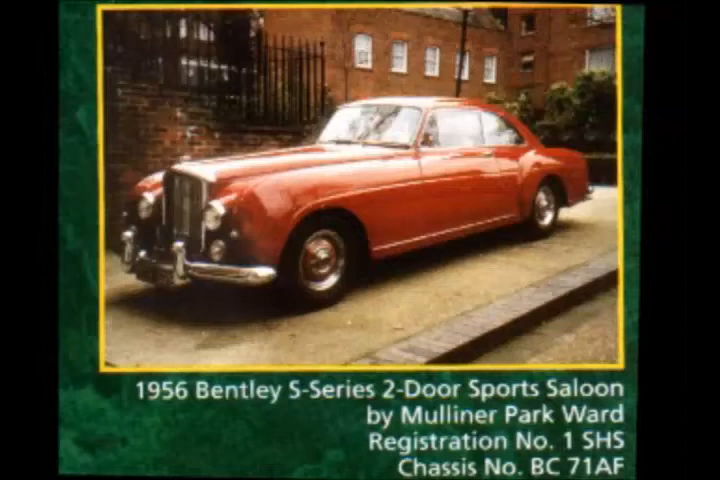 1956 Bentley S-Series 2-Door Sports Saloon
by Mulliner Park Ward
Registration No. 1 SHS
Chassis No. BC 71AF